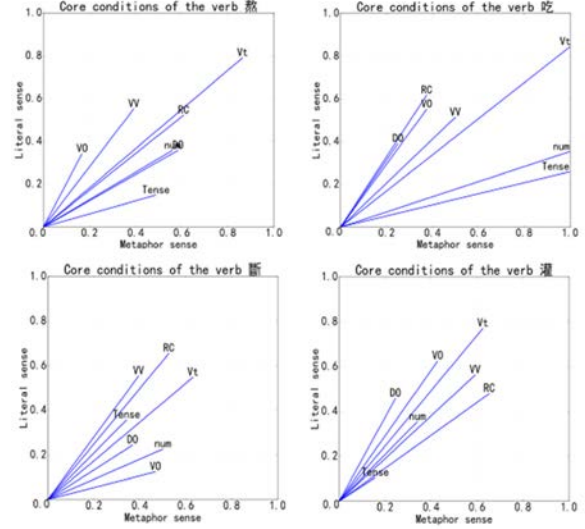 Core conditions of the verb 熬
1.0
0.8
0.6
0.4
0.2
0.0
Literal sense
Vt
VV
RC
VO
num
DO
Tense
0.0 0.2 0.4 0.6 0.8 1.0
Metaphor sense
Core conditions of the verb 吃
1.0
0.8
0.6
0.4
0.2
0.0
Literal sense
Vt
RC
VO
VV
DO
num
Tense
0.0 0.2 0.4 0.6 0.8 1.0
Metaphor sense
Core conditions of the verb 斷
1.0
0.8
0.6
0.4
0.2
0.0
Literal sense
RC
VV
Vt
Tense
DO
num
VO
0.0 0.2 0.4 0.6 0.8 1.0
Metaphor sense
Core conditions of the verb 灌
1.0
0.8
0.6
0.4
0.2
0.0
Literal sense
Vt
VO
VV
RC
DO
num
Tense
0.0 0.2 0.4 0.6 0.8 1.0
Metaphor sense